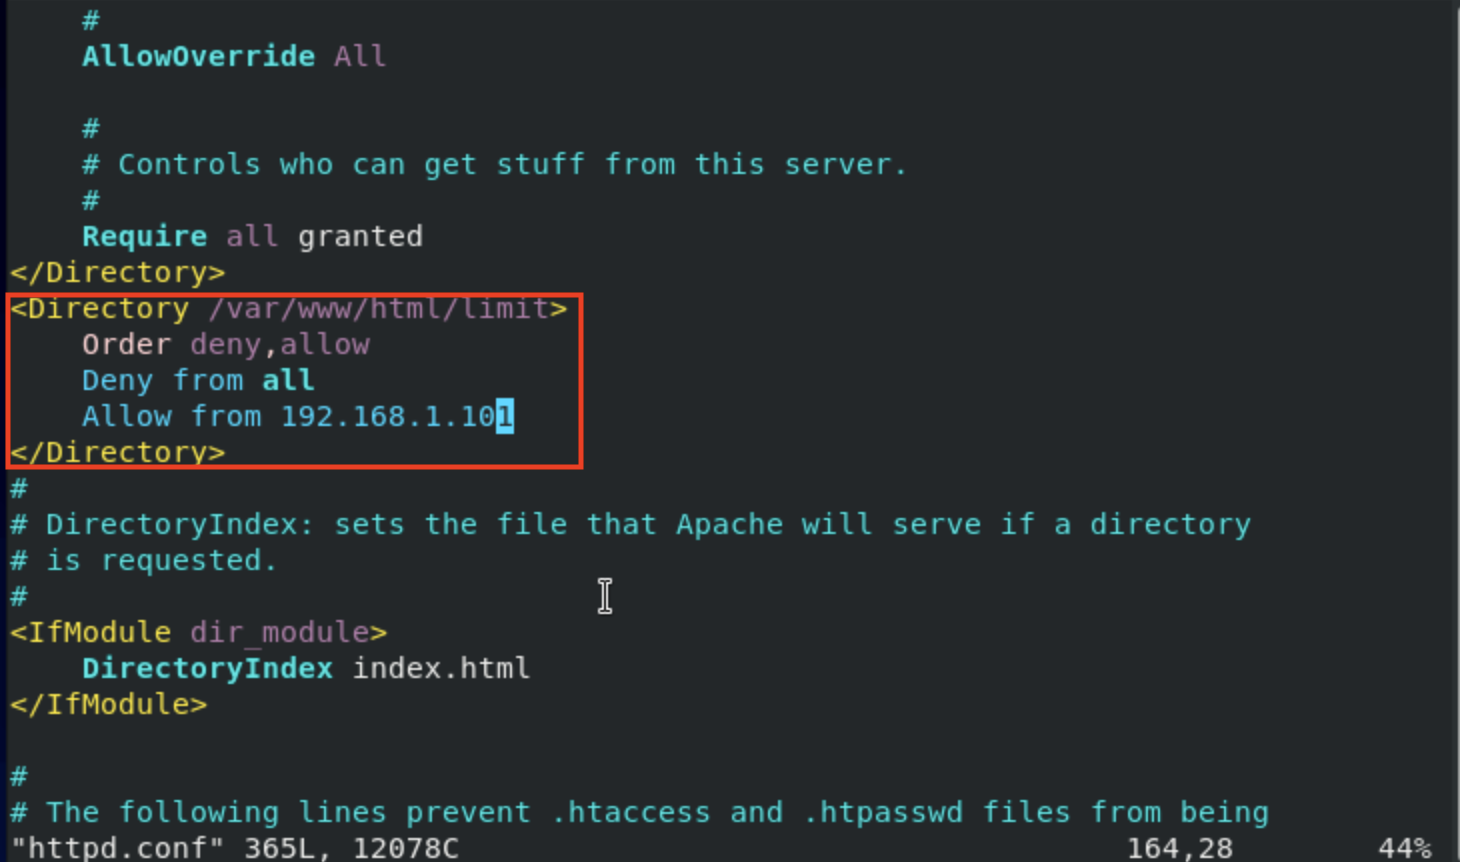 #
AllowOverride All
#
# Controls who can get stuff from this server.
#
Require all granted
</Directory>
<Directory /var/www/html/limit>
Order deny,allow
Deny from all
Allow from 192.168.1.101
</Directory>
#
# DirectoryIndex: sets the file that Apache will serve if a directory
# is requested.
#
<IfModule dir_module>
DirectoryIndex index.html
</IfModule>
#
# The following lines prevent .htaccess and .htpasswd files from being
"httpd.conf" 365L, 12078C 164,28 44%